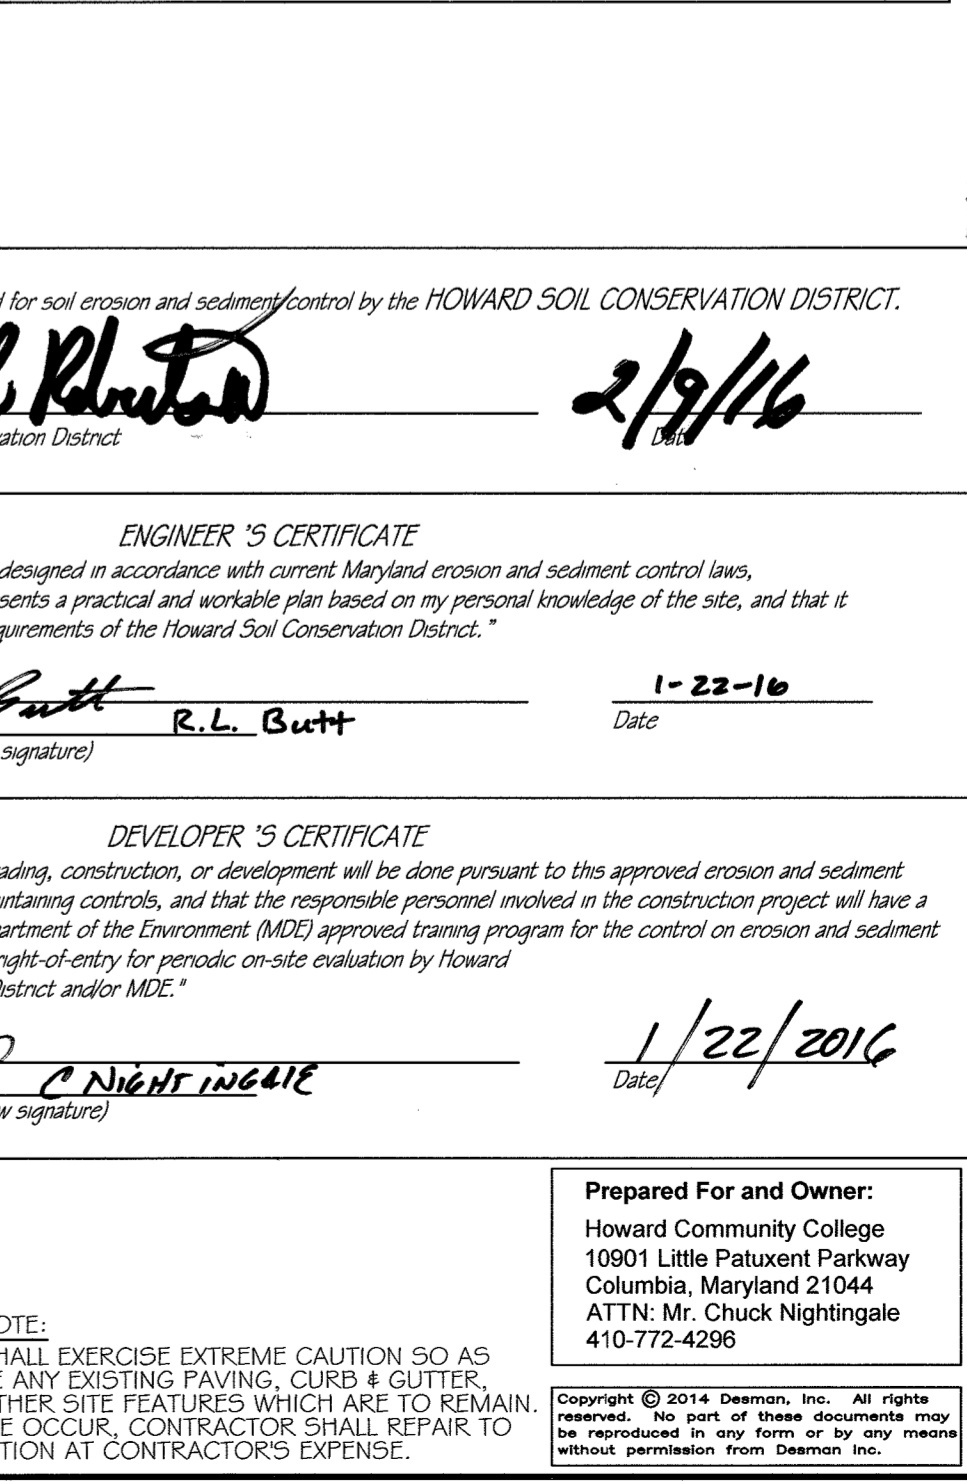 for soil erosion and sediment control by the HOWARD SOIL CONSERVATION DISTRICT.
Robertson 2/9/16
ation District Date
ENGINEER 'S CERTIFICATE
designed in accordance with current Maryland erosion and sediment control laws,
sents a practical and workable plan based on my personal knowledge of the site, and that it
quirements of the Howard Soil Conservation District. "
Butt 1-22-16
R.L. Butt Date
signature)
DEVELOPER 'S CERTIFICATE
ading, construction, or development will be done pursuant to this approved erosion and sediment
intaining controls, and that the responsible personnel involved in the construction project will have a
artment of the Environment (MDE) approved training program for the control on erosion and sediment
right-of-entry for periodic on-site evaluation by Howard
istrict and/or MDE. "
1/22/2016
C NIGHTINGALE Date
w signature)
Prepared For and Owner:
Howard Community College
10901 Little Patuxent Parkway
Columbia, Maryland 21044
ATTN: Mr. Chuck Nightingale
410-772-4296
OTE:
HALL EXERCISE EXTREME CAUTION SO AS
E ANY EXISTING PAVING, CURB & GUTTER,
THER SITE FEATURES WHICH ARE TO REMAIN.
E OCCUR, CONTRACTOR SHALL REPAIR TO
TION AT CONTRACTOR'S EXPENSE.
Copyright © 2014 Desman, Inc. All rights
reserved. No part of these documents may
be reproduced in any form or by any means
without permission from Desman Inc.